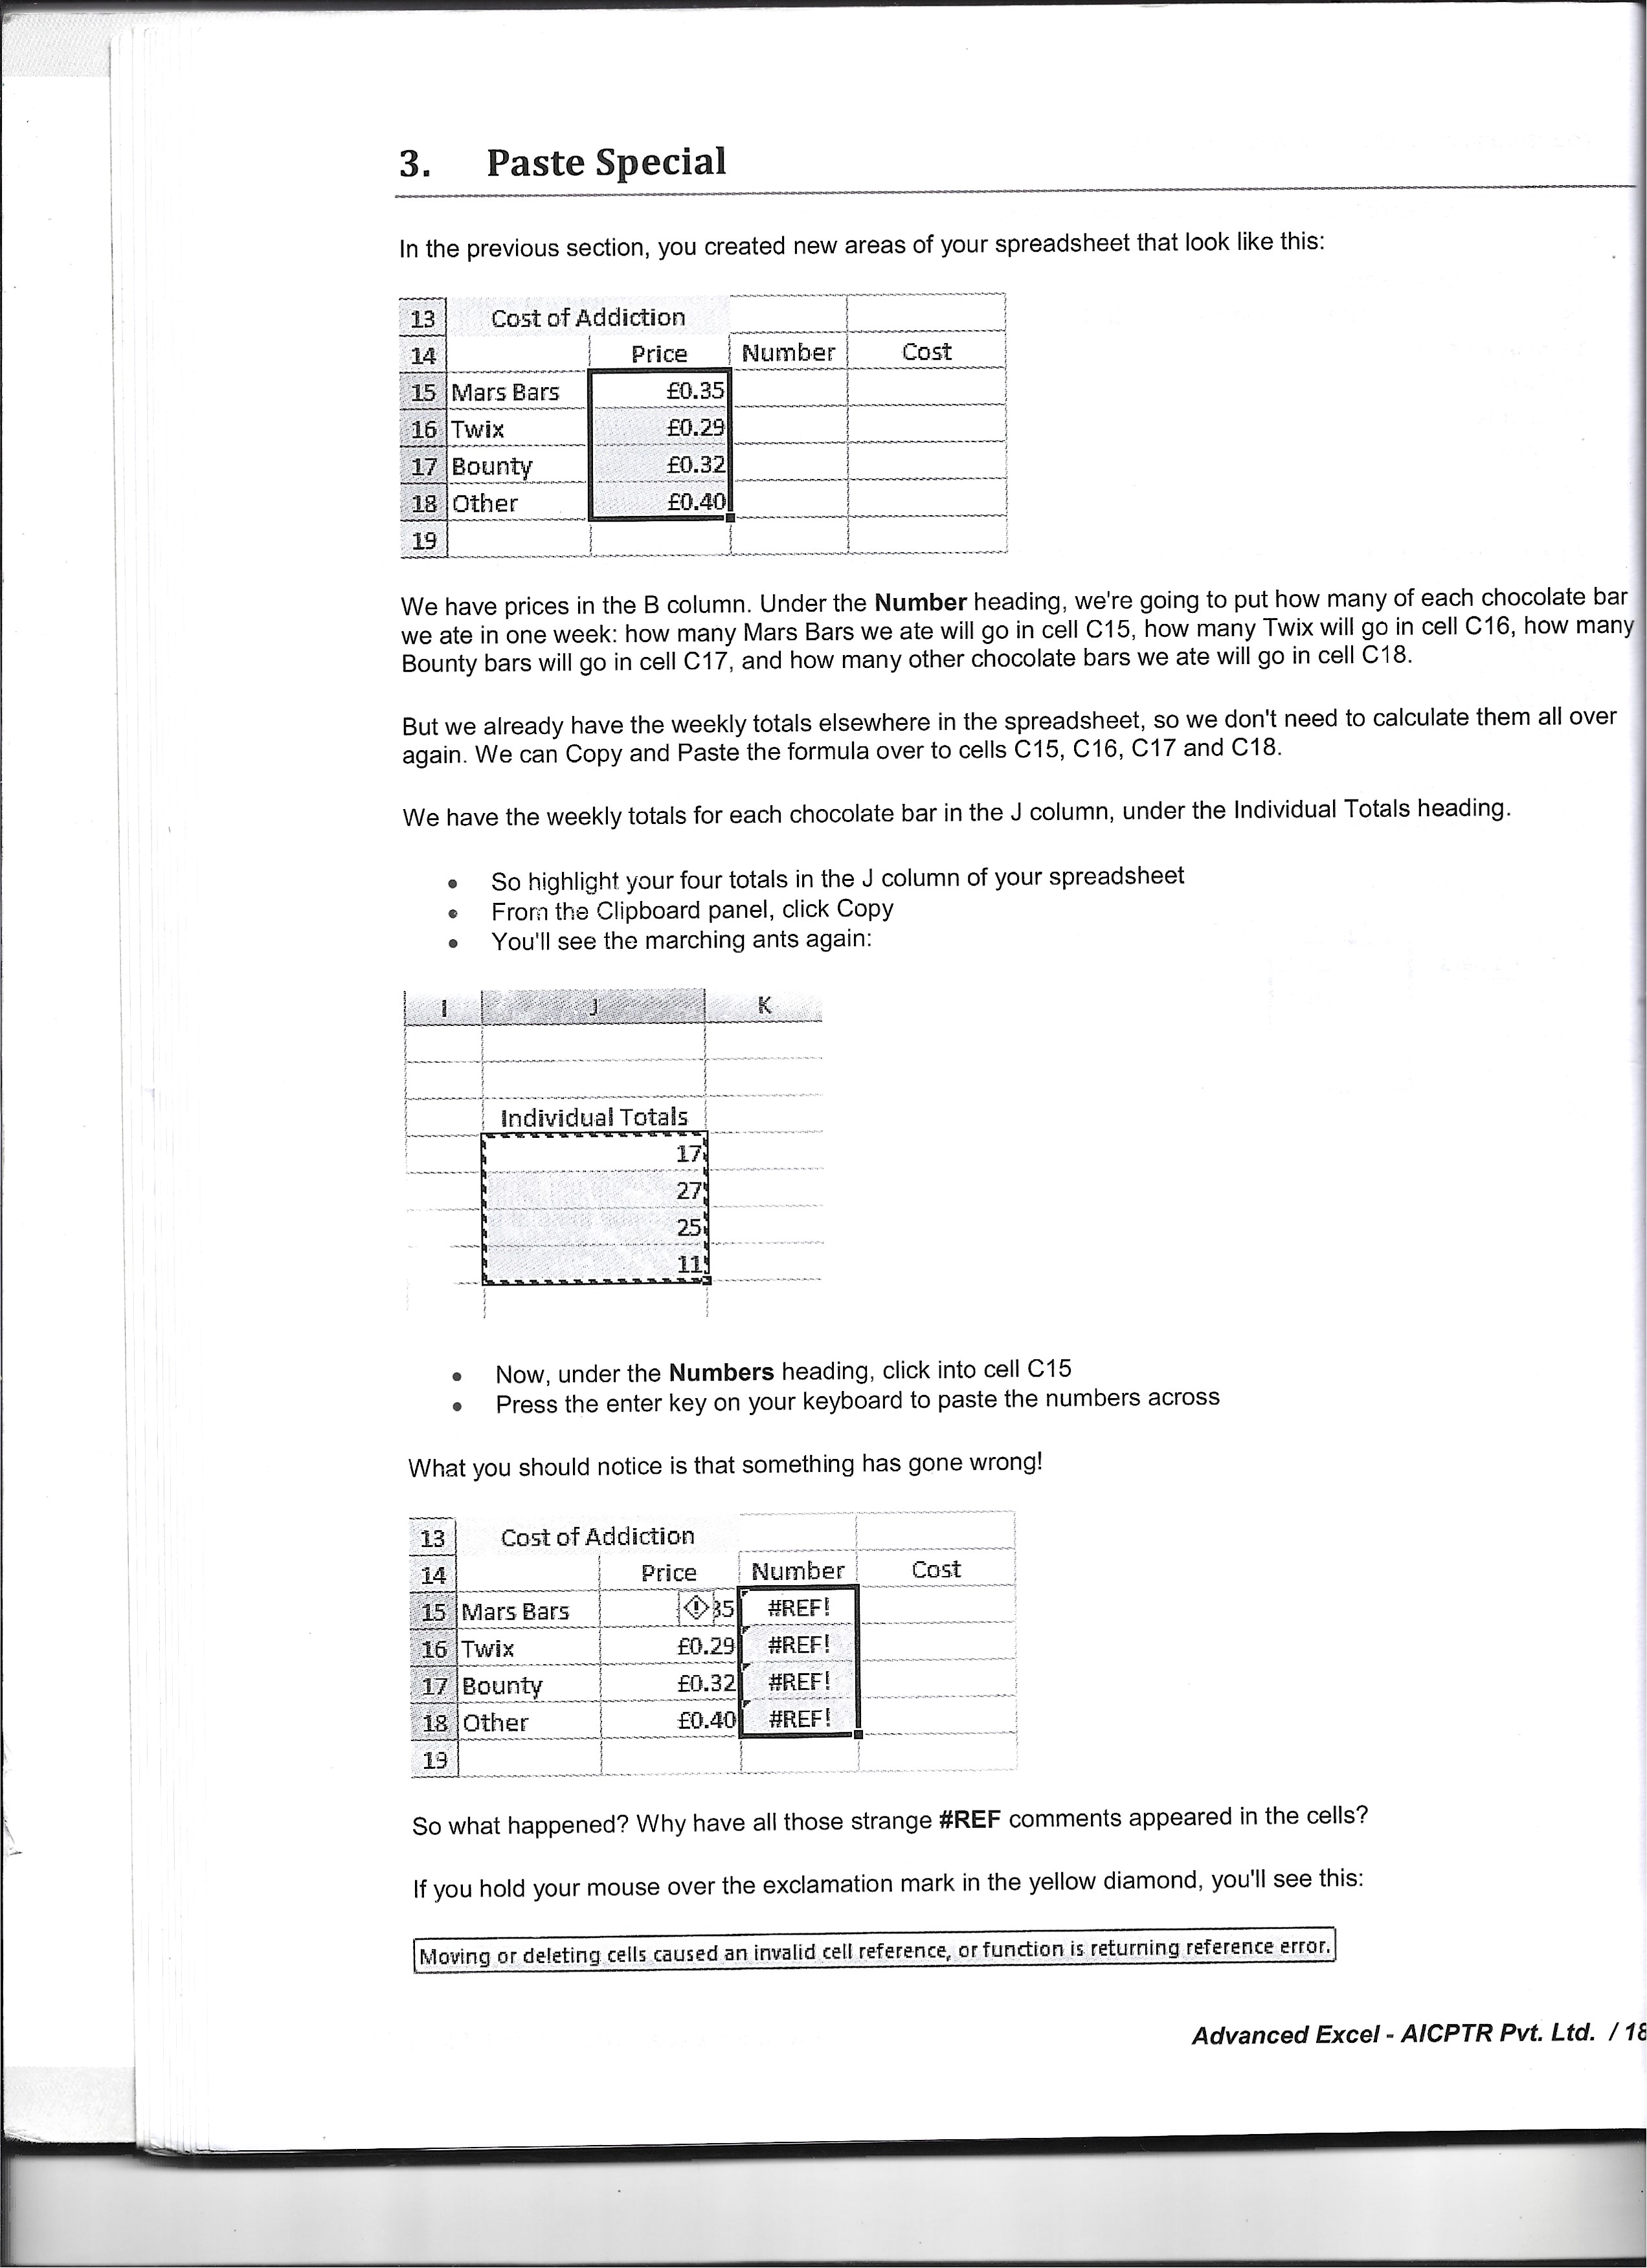 3. Paste Special
In the previous section, you created new areas of your spreadsheet that look like this:
13 Cost of Addiction
14 Price Number Cost
15 Mars Bars £0.35
16 Twix £0.29
17 Bounty £0.32
18 Other £0.40
19
We have prices in the B column. Under the Number heading, we're going to put how many of each chocolate bar
we ate in one week: how many Mars Bars we ate will go in cell C15, how many Twix will go in cell C16, how many
Bounty bars will go in cell C17, and how many other chocolate bars we ate will go in cell C18.
But we already have the weekly totals elsewhere in the spreadsheet, so we don't need to calculate them all over
again. We can Copy and Paste the formula over to cells C15, C16, C17 and C18.
We have the weekly totals for each chocolate bar in the J column, under the Individual Totals heading.
• So highlight your four totals in the J column of your spreadsheet
• From the Clipboard panel, click Copy
• You'll see the marching ants again:
I J K
Individual Totals
17
27
25
11
• Now, under the Numbers heading, click into cell C15
• Press the enter key on your keyboard to paste the numbers across
What you should notice is that something has gone wrong!
13 Cost of Addiction
14 Price Number Cost
15 Mars Bars 35 #REF!
16 Twix £0.29 #REF!
17 Bounty £0.32 #REF!
18 Other £0.40 #REF!
19
So what happened? Why have all those strange #REF comments appeared in the cells?
If you hold your mouse over the exclamation mark in the yellow diamond, you'll see this:
Moving or deleting cells caused an invalid cell reference, or function is returning reference error.
Advanced Excel - AICPTR Pvt. Ltd. / 18